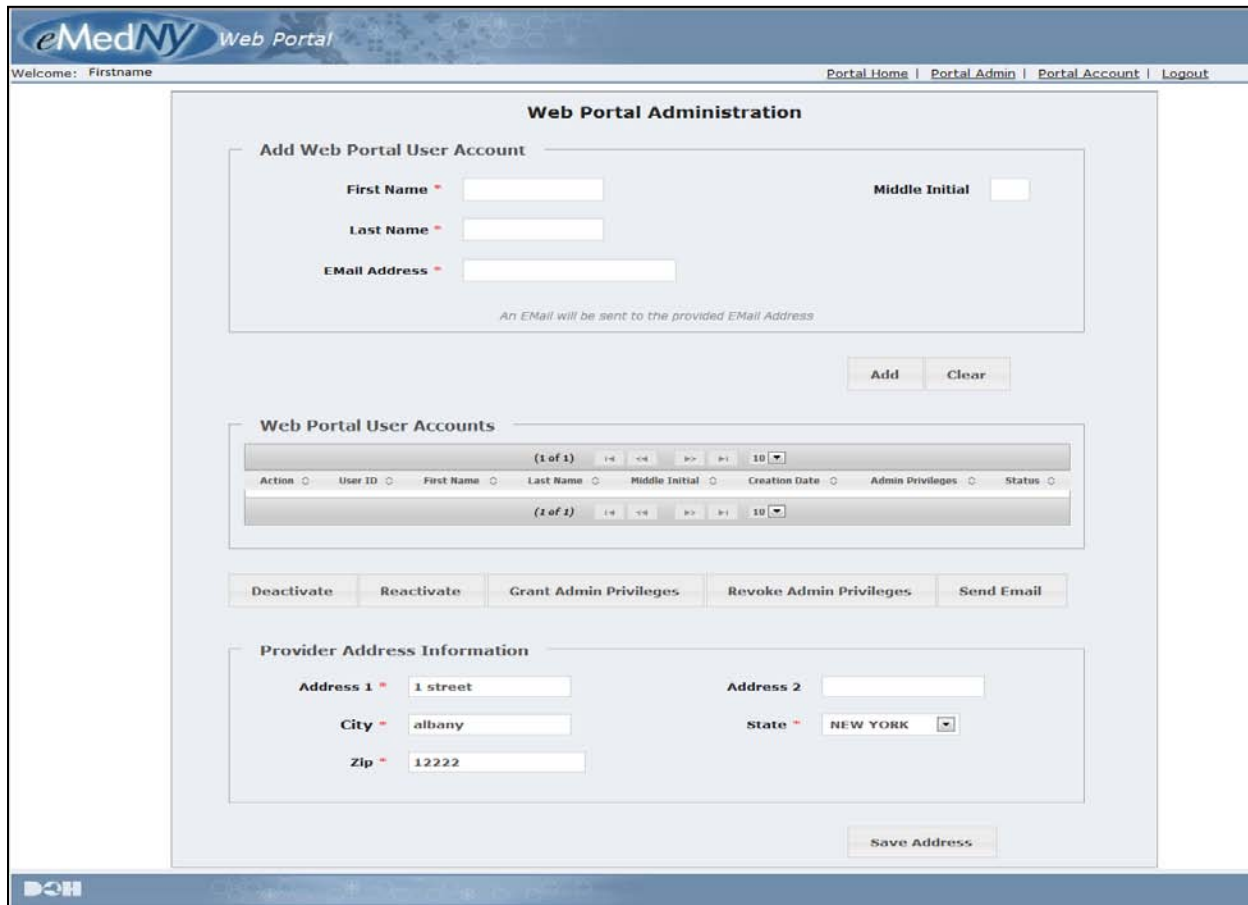 eMedNY Web Portal
Welcome: Firstname
Portal Home | Portal Admin | Portal Account | Logout
Web Portal Administration
Add Web Portal User Account
First Name *
Middle Initial
Last Name *
EMail Address *
An EMail will be sent to the provided EMail Address
Add Clear
Web Portal User Accounts
(1 of 1) 10
Action User ID First Name Last Name Middle Initial Creation Date Admin Privileges Status
(1 of 1) 10
Deactivate Reactivate Grant Admin Privileges Revoke Admin Privileges Send Email
Provider Address Information
Address 1 * 1 street Address 2
City * albany State * NEW YORK
Zip * 12222
Save Address
DOH